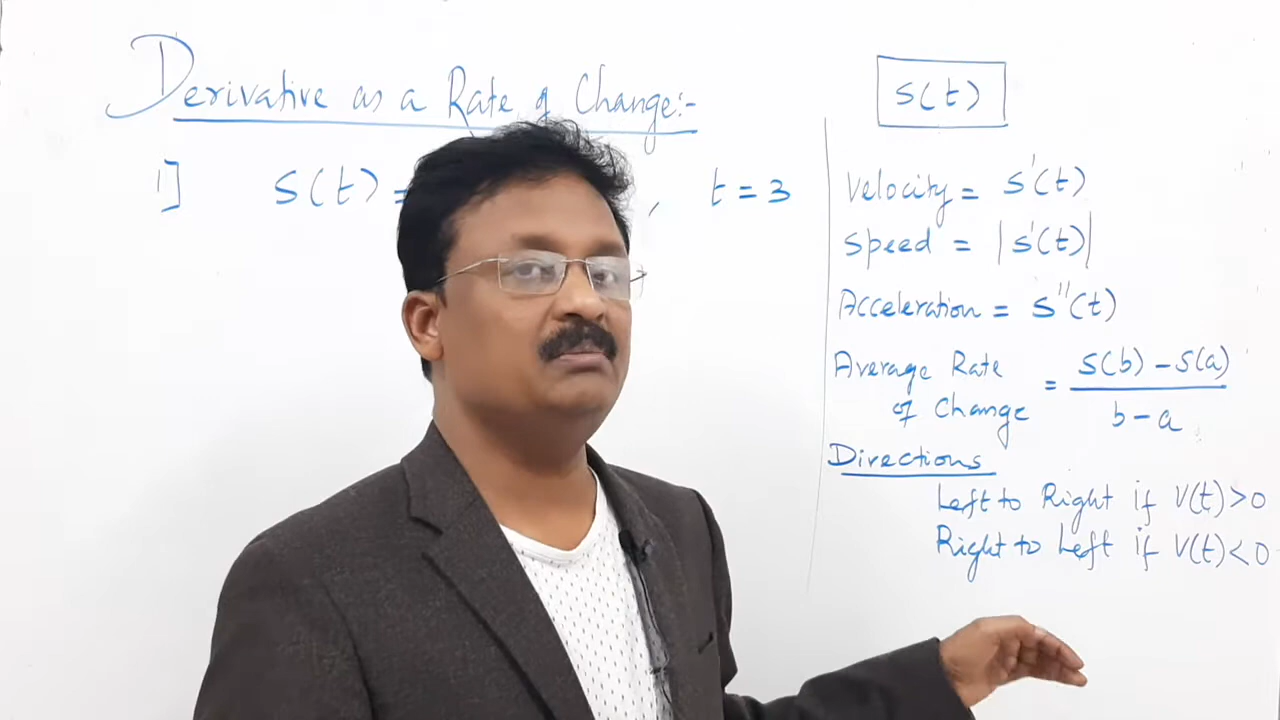 Derivative as a Rate of Change:-
1] S(t) = , t = 3
S(t)
Velocity = S'(t)
Speed = |S'(t)|
Acceleration = S''(t)
Average Rate of Change = S(b) - S(a)
b - a
Directions
Left to Right if V(t) > 0
Right to Left if V(t) < 0